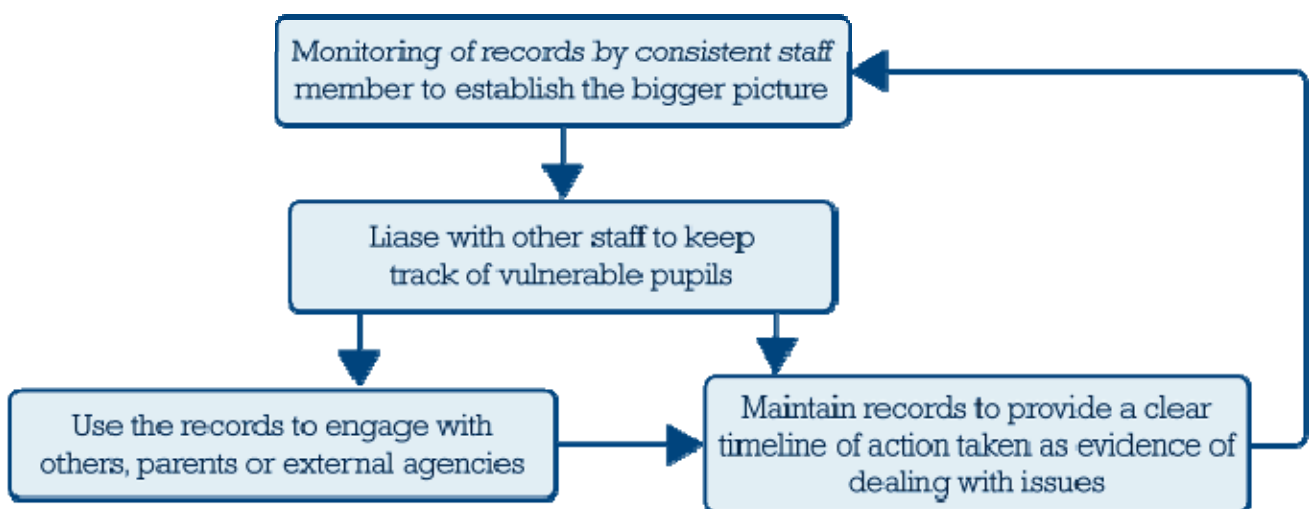 Monitoring of records by consistent staff
member to establish the bigger picture
Liase with other staff to keep
track of vulnerable pupils
Use the records to engage with
others, parents or external agencies
Maintain records to provide a clear
timeline of action taken as evidence of
dealing with issues